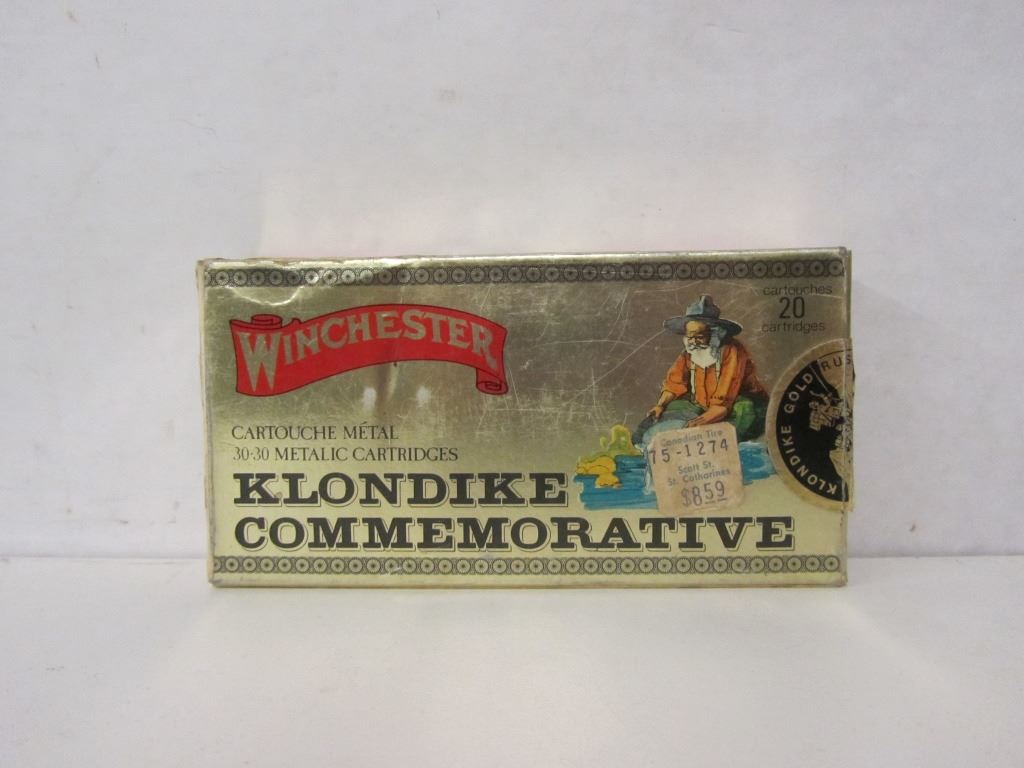 WINCHESTER
cartouches
20
cartridges
CARTOUCHE MÉTAL
30-30 METALIC CARTRIDGES
KLONDIKE
COMMEMORATIVE
Canadian Tire
75-1274
Scott St.
St. Catharines
$8.59
KLONDIKE GOLD RUS